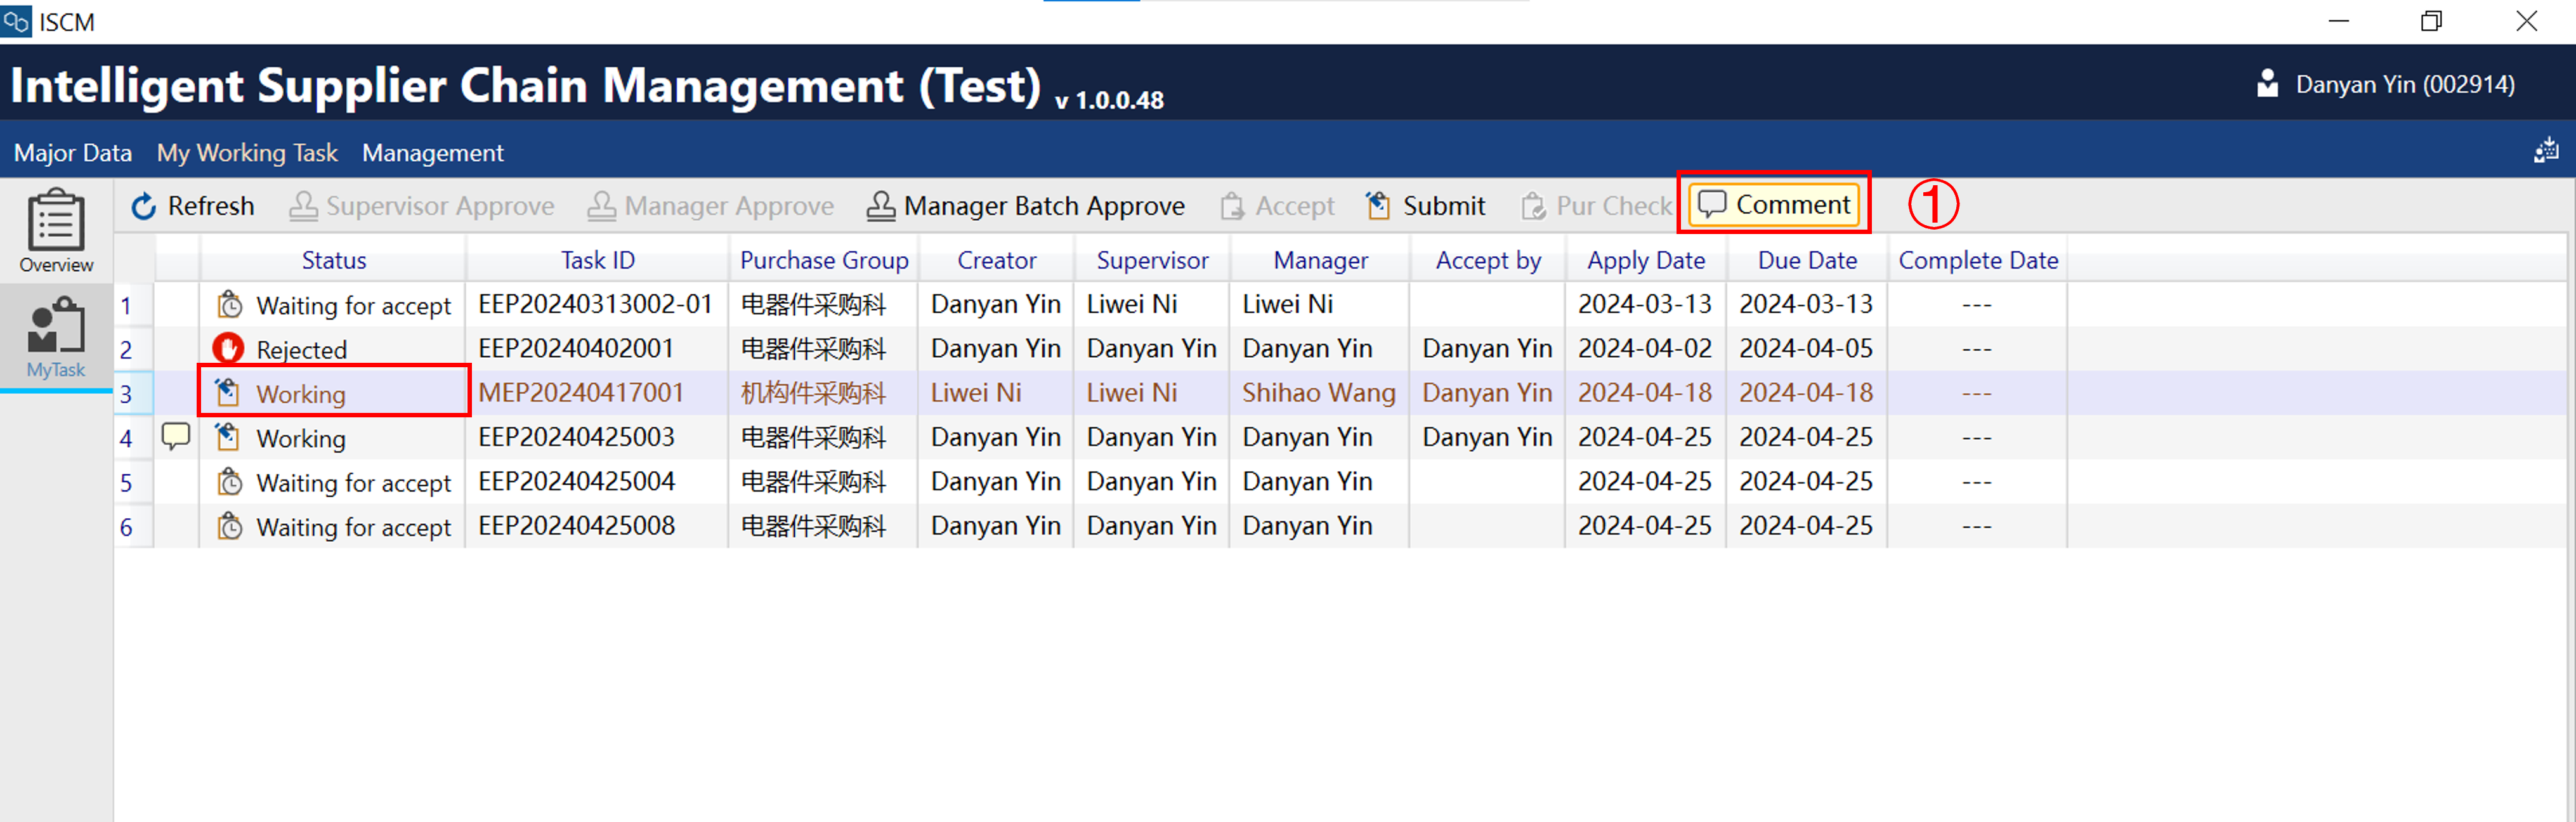 ISCM
Intelligent Supplier Chain Management (Test) v 1.0.0.48 Danyan Yin (002914)
Major Data My Working Task Management
Refresh Supervisor Approve Manager Approve Manager Batch Approve Accept Submit Pur Check Comment ①
Overview
MyTask
Status Task ID Purchase Group Creator Supervisor Manager Accept by Apply Date Due Date Complete Date
1 Waiting for accept EEP20240313002-01 电器件采购科 Danyan Yin Liwei Ni Liwei Ni 2024-03-13 2024-03-13 ---
2 Rejected EEP20240402001 电器件采购科 Danyan Yin Danyan Yin Danyan Yin Danyan Yin 2024-04-02 2024-04-05 ---
3 Working MEP20240417001 机构件采购科 Liwei Ni Liwei Ni Shihao Wang Danyan Yin 2024-04-18 2024-04-18 ---
4 Working EEP20240425003 电器件采购科 Danyan Yin Danyan Yin Danyan Yin Danyan Yin 2024-04-25 2024-04-25 ---
5 Waiting for accept EEP20240425004 电器件采购科 Danyan Yin Danyan Yin Danyan Yin 2024-04-25 2024-04-25 ---
6 Waiting for accept EEP20240425008 电器件采购科 Danyan Yin Danyan Yin Danyan Yin 2024-04-25 2024-04-25 ---